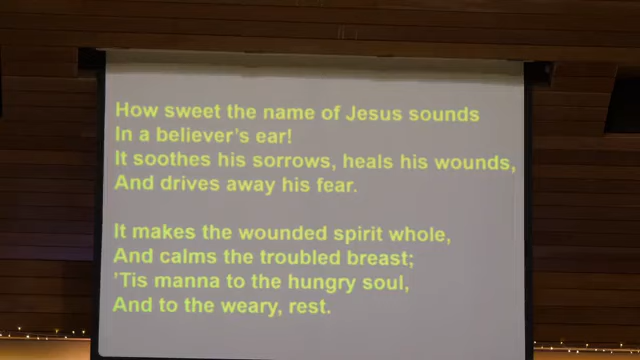 How sweet the name of Jesus sounds
In a believer's ear!
It soothes his sorrows, heals his wounds,
And drives away his fear.
It makes the wounded spirit whole,
And calms the troubled breast;
'Tis manna to the hungry soul,
And to the weary, rest.